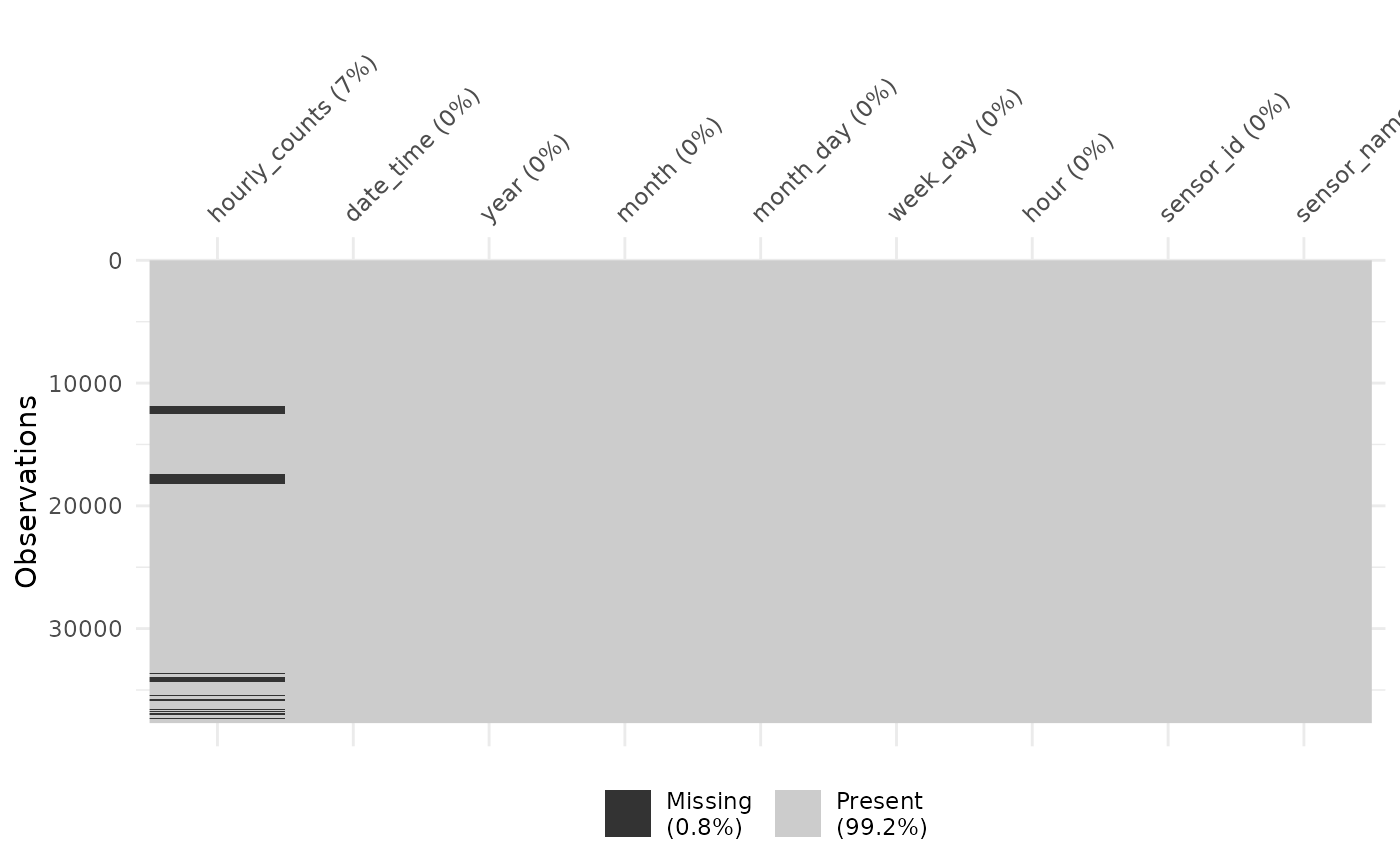 hourly_counts (7%)
date_time (0%)
year (0%)
month (0%)
month_day (0%)
week_day (0%)
hour (0%)
sensor_id (0%)
sensor_name
0
10000
20000
30000
Observations
Missing
(0.8%)
Present
(99.2%)